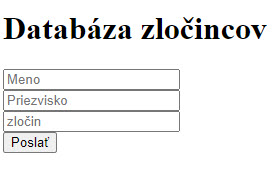 Databáza zločincov
Meno
Priezvisko
zločin
Poslať